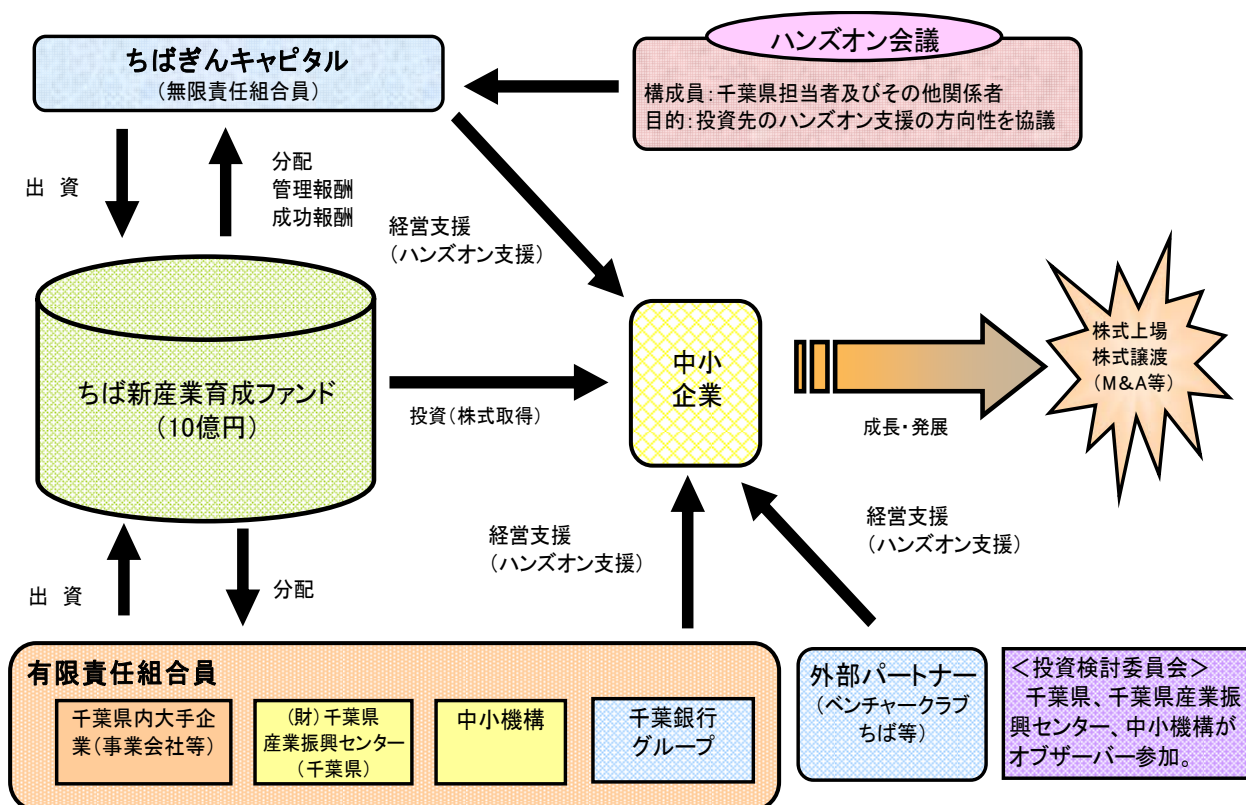 ちばぎんキャピタル
（無限責任組合員）
ハンズオン会議
構成員：千葉県担当者及びその他関係者
目的：投資先のハンズオン支援の方向性を協議
出 資
分配
管理報酬
成功報酬
経営支援
（ハンズオン支援）
ちば新産業育成ファンド
（10億円）
投資（株式取得）
中小
企業
成長・発展
株式上場
株式譲渡
（M&A等）
出 資
分配
経営支援
（ハンズオン支援）
経営支援
（ハンズオン支援）
有限責任組合員
千葉県内大手企
業（事業会社等）
（財）千葉県
産業振興センター
（千葉県）
中小機構
千葉銀行
グループ
外部パートナー
（ベンチャークラブ
ちば等）
＜投資検討委員会＞
千葉県、千葉県産業振
興センター、中小機構が
オブザーバー参加。